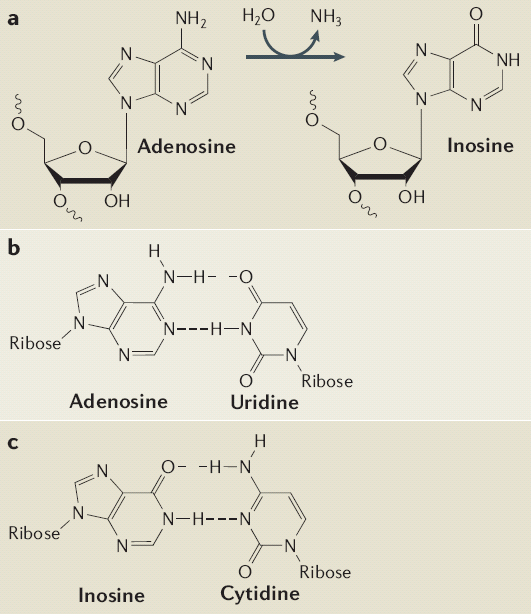 a
NH₂
H₂O
NH₃
O
N
N
N
NH
N
N
N
N
O
O
O
O
Adenosine
Inosine
O
OH
O
OH
b
H
N
N
H
O
N
N
H
N
Ribose
N
O
N
Ribose
Adenosine
Uridine
c
H
N
O
H
N
N
N
H
N
Ribose
N
O
N
Ribose
Inosine
Cytidine